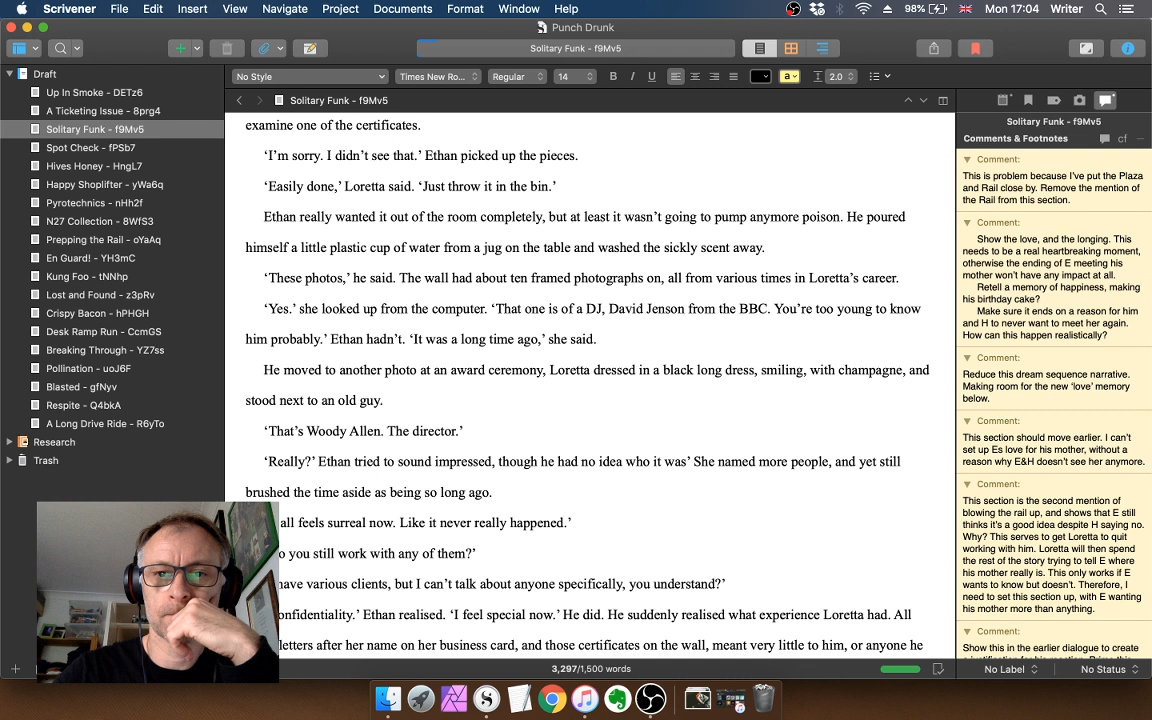 Scrivener File Edit Insert View Navigate Project Documents Format Window Help 98% Mon 17:04 Writer
Punch Drunk
Solitary Funk - f9Mv5
No Style Times New Ro... Regular 14 B I U a 2.0
Draft
Up In Smoke - DETz6
A Ticketing Issue - 8prg4
Solitary Funk - f9Mv5
Spot Check - fPSb7
Hives Honey - HngL7
Happy Shoplifter - yWa6q
Pyrotechnics - nHh2f
N27 Collection - 8WfS3
Prepping the Rail - oYaAq
En Guard! - YH3mC
Kung Foo - tNNhp
Lost and Found - z3pRv
Crispy Bacon - hPHGH
Desk Ramp Run - CcmGS
Breaking Through - YZ7ss
Pollination - uoJ6F
Blasted - gfNyv
Respite - Q4bkA
A Long Drive Ride - R6yTo
Research
Trash
Solitary Funk - f9Mv5
examine one of the certificates.
‘I’m sorry. I didn’t see that.’ Ethan picked up the pieces.
‘Easily done,’ Loretta said. ‘Just throw it in the bin.’
Ethan really wanted it out of the room completely, but at least it wasn’t going to pump anymore poison. He poured
himself a little plastic cup of water from a jug on the table and washed the sickly scent away.
‘These photos,’ he said. The wall had about ten framed photographs on, all from various times in Loretta’s career.
‘Yes.’ she looked up from the computer. ‘That one is of a DJ, David Jenson from the BBC. You’re too young to know
him probably.’ Ethan hadn’t. ‘It was a long time ago,’ she said.
He moved to another photo at an award ceremony, Loretta dressed in a black long dress, smiling, with champagne, and
stood next to an old guy.
‘That’s Woody Allen. The director.’
‘Really?’ Ethan tried to sound impressed, though he had no idea who it was’ She named more people, and yet still
brushed the time aside as being so long ago.
all feels surreal now. Like it never really happened.’
o you still work with any of them?’
have various clients, but I can’t talk about anyone specifically, you understand?’
onfidentiality.’ Ethan realised. ‘I feel special now.’ He did. He suddenly realised what experience Loretta had. All
letters after her name on her business card, and those certificates on the wall, meant very little to him, or anyone he
3,297/1,500 words
Solitary Funk - f9Mv5
Comments & Footnotes cf
Comment:
This is problem because I’ve put the Plaza
and Rail close by. Remove the mention of
the Rail from this section.
Comment:
Show the love, and the longing. This
needs to be a real heartbreaking moment,
otherwise the ending of E meeting his
mother won’t have any impact at all.
Retell a memory of happiness, making
his birthday cake?
Make sure it ends on a reason for him
and H to never want to meet her again.
How can this happen realistically?
Comment:
Reduce this dream sequence narrative.
Making room for the new ‘love’ memory
below.
Comment:
This section should move earlier. I can’t
set up Es love for his mother, without a
reason why E&H doesn’t see her anymore.
Comment:
This section is the second mention of
blowing the rail up, and shows that E still
thinks it’s a good idea despite H saying no.
Why? This serves to get Loretta to quit
working with him. Loretta will then spend
the rest of the story trying to tell E where
his mother really is. This only works if E
wants to know but doesn’t. Therefore, I
need to set this section up, with E wanting
his mother more than anything.
Comment:
Show this in the earlier dialogue to create
No Label No Status